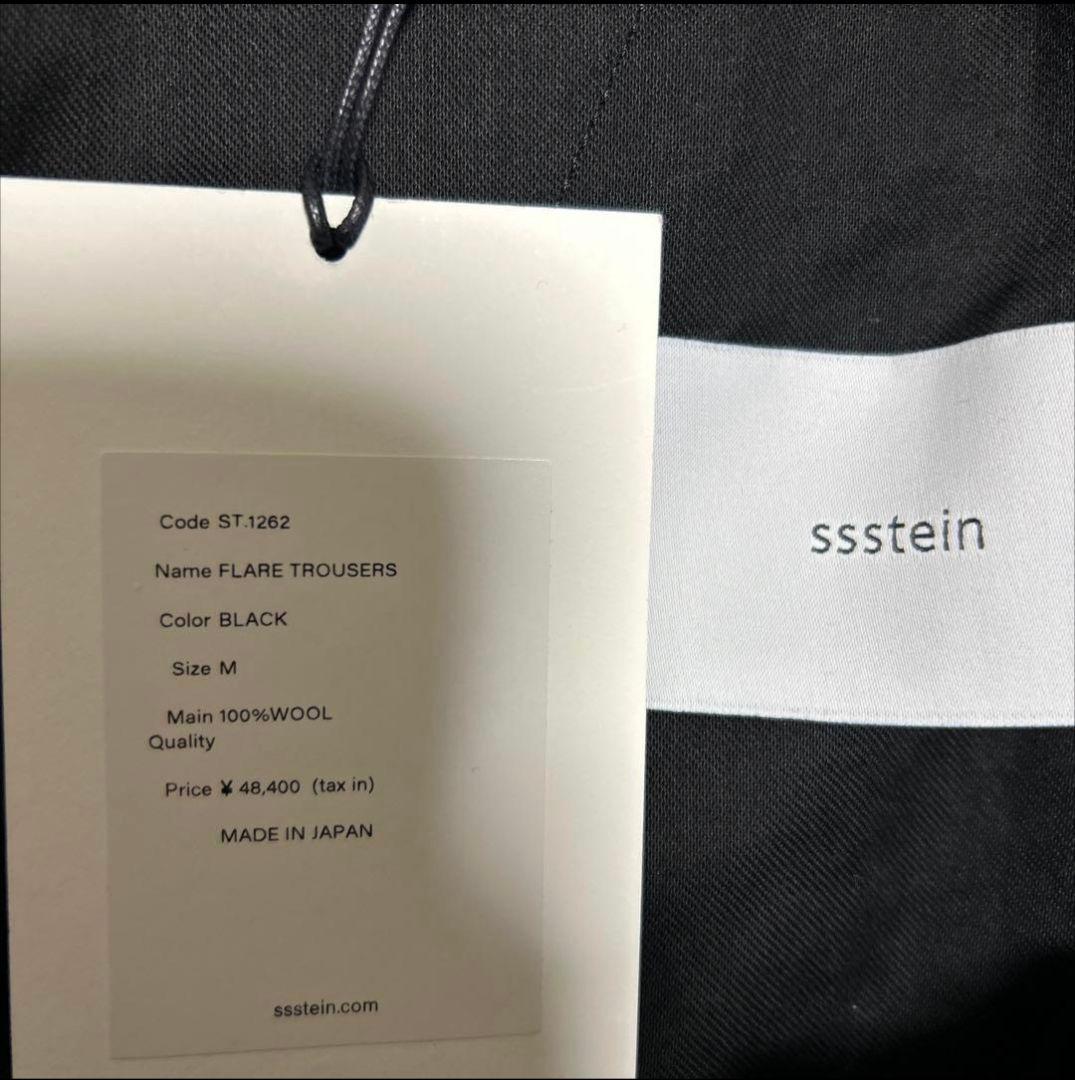 Code ST.1262
Name FLARE TROUSERS
Color BLACK
Size M
Main 100%WOOL
Quality
Price ¥ 48,400 (tax in)
MADE IN JAPAN
ssstein.com
ssstein